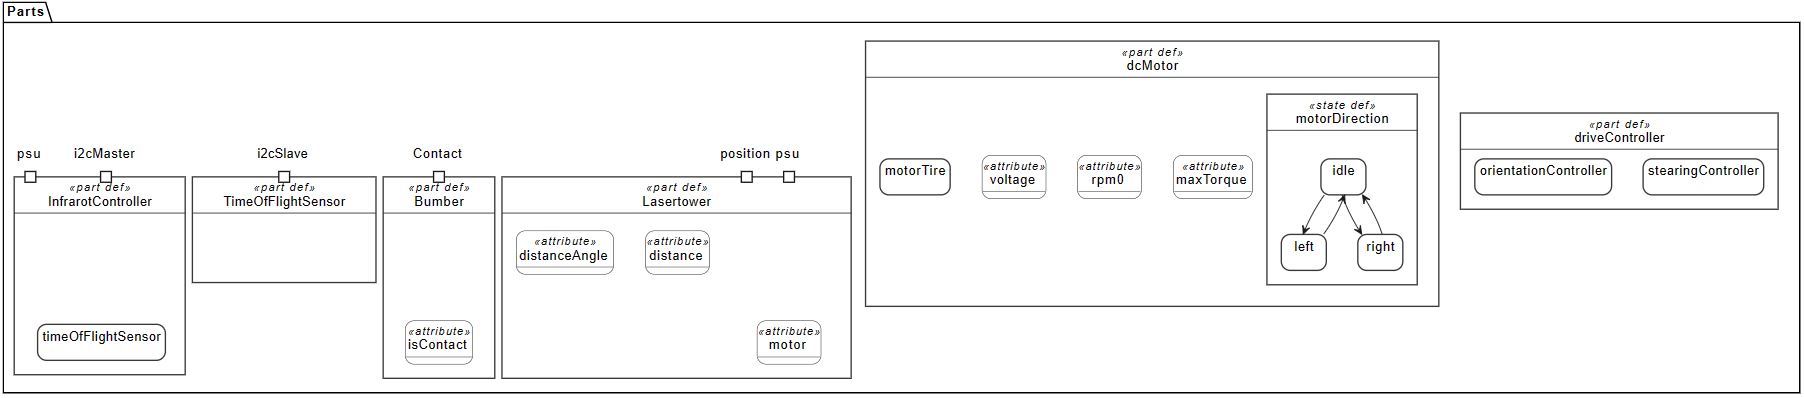 Parts
psu
i2cMaster
«part def»
InfrarotController
timeOfFlightSensor
i2cSlave
«part def»
TimeOfFlightSensor
Contact
«part def»
Bumber
«attribute»
isContact
position psu
«part def»
Lasertower
«attribute»
distanceAngle
«attribute»
distance
«attribute»
motor
«part def»
dcMotor
motorTire
«attribute»
voltage
«attribute»
rpm0
«attribute»
maxTorque
«state def»
motorDirection
idle
left
right
«part def»
driveController
orientationController
stearingController